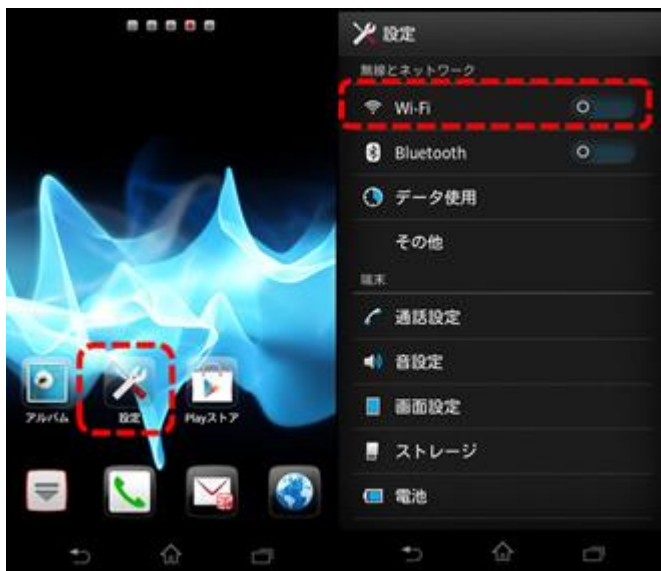 アルバム
設定
Playストア
設定
無線とネットワーク
Wi-Fi
Bluetooth
データ使用
その他
端末
通話設定
音設定
画面設定
ストレージ
電池